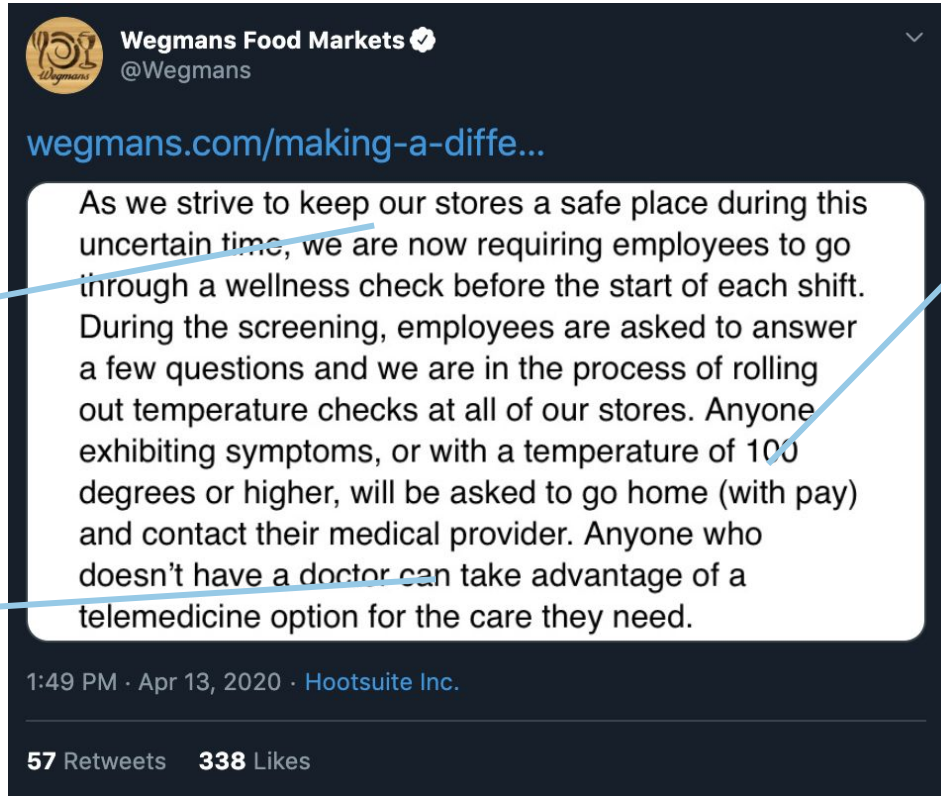 Wegmans Food Markets
@Wegmans
Wegmans
wegmans.com/making-a-diffe...
As we strive to keep our stores a safe place during this
uncertain time, we are now requiring employees to go
through a wellness check before the start of each shift.
During the screening, employees are asked to answer
a few questions and we are in the process of rolling
out temperature checks at all of our stores. Anyone
exhibiting symptoms, or with a temperature of 100
degrees or higher, will be asked to go home (with pay)
and contact their medical provider. Anyone who
doesn’t have a doctor can take advantage of a
telemedicine option for the care they need.
1:49 PM · Apr 13, 2020 · Hootsuite Inc.
57 Retweets 338 Likes